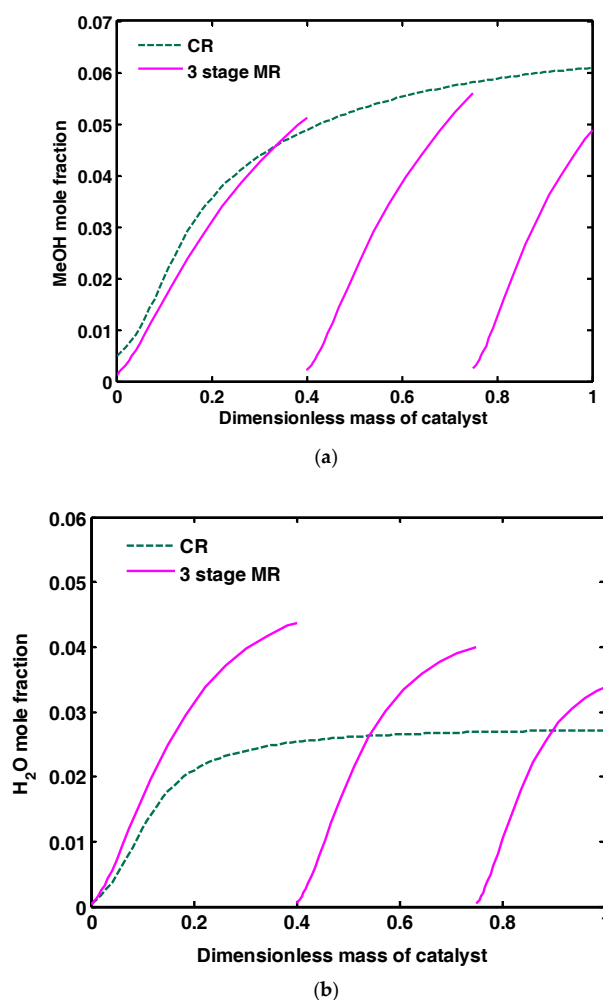 0.07
0.06
0.05
0.04
0.03
0.02
0.01
0
MeOH mole fraction
CR
3 stage MR
0 0.2 0.4 0.6 0.8 1
Dimensionless mass of catalyst
(a)
0.06
0.05
0.04
0.03
0.02
0.01
0
H₂O mole fraction
CR
3 stage MR
0 0.2 0.4 0.6 0.8 1
Dimensionless mass of catalyst
(b)